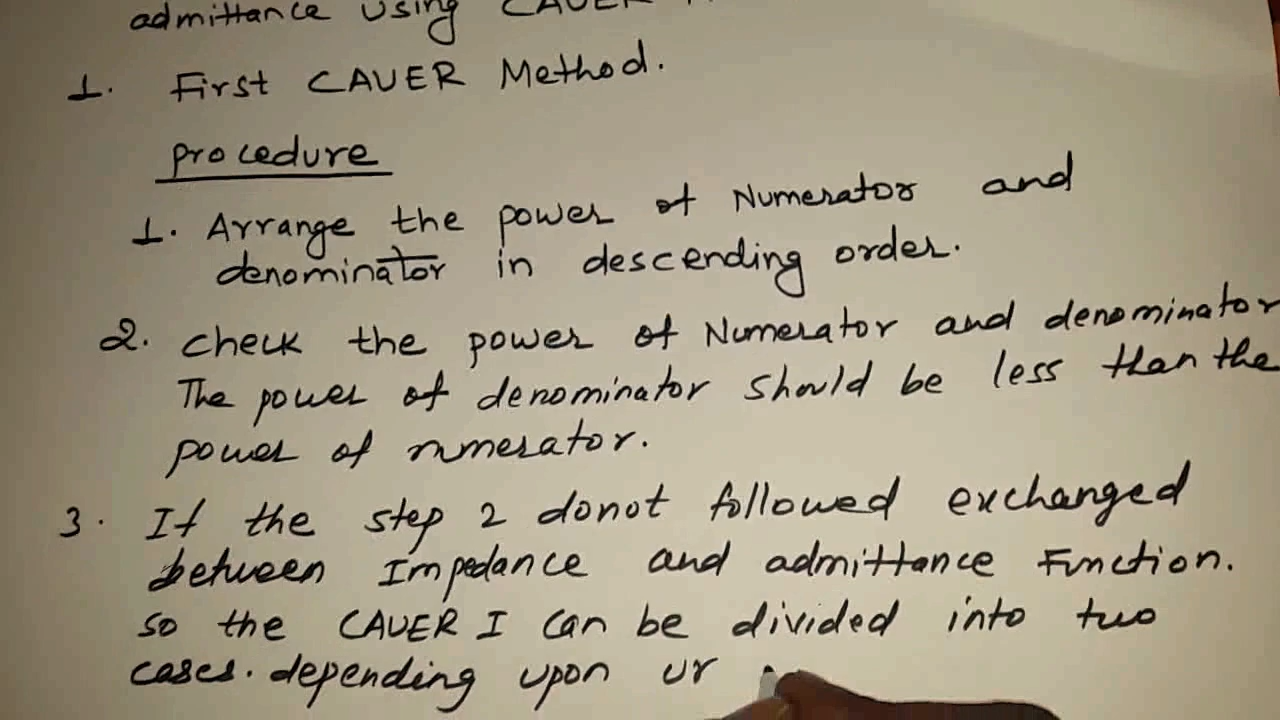 admittance using CAUER
1. First CAUER Method.
procedure
1. Arrange the power of Numerator and
denominator in descending order.
2. check the power of Numerator and denominator
The power of denominator should be less than the
power of numerator.
3. If the step 2 donot followed exchanged
between Impedance and admittance Function.
so the CAUER I can be divided into two
cases. depending upon ur